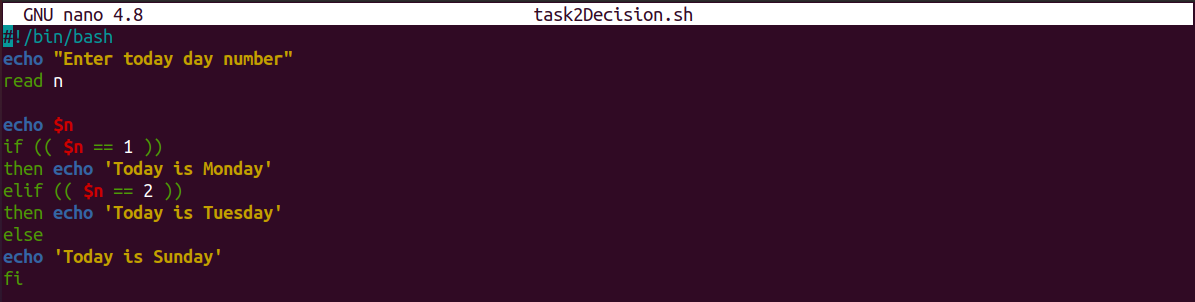 GNU nano 4.8 task2Decision.sh
#!/bin/bash
echo "Enter today day number"
read n
echo $n
if (( $n == 1 ))
then echo 'Today is Monday'
elif (( $n == 2 ))
then echo 'Today is Tuesday'
else
echo 'Today is Sunday'
fi